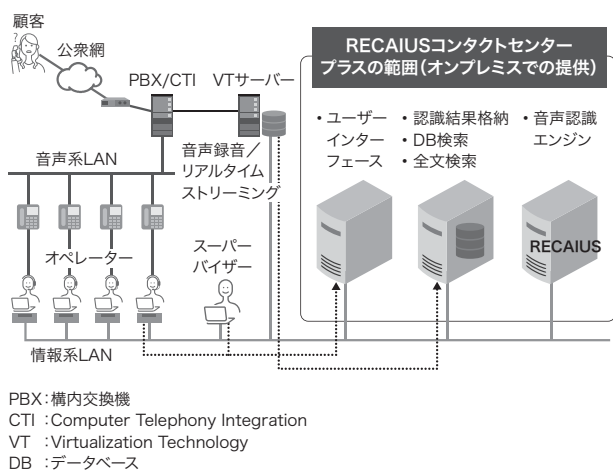 顧客
公衆網
PBX/CTI
VTサーバー
RECAIUSコンタクトセンター
プラスの範囲(オンプレミスでの提供)
・ユーザー
インター
フェース
・認識結果格納
・DB検索
・全文検索
・音声認識
エンジン
音声系LAN
音声録音/
リアルタイム
ストリーミング
オペレーター
スーパー
バイザー
RECAIUS
情報系LAN
PBX:構内交換機
CTI :Computer Telephony Integration
VT :Virtualization Technology
DB :データベース